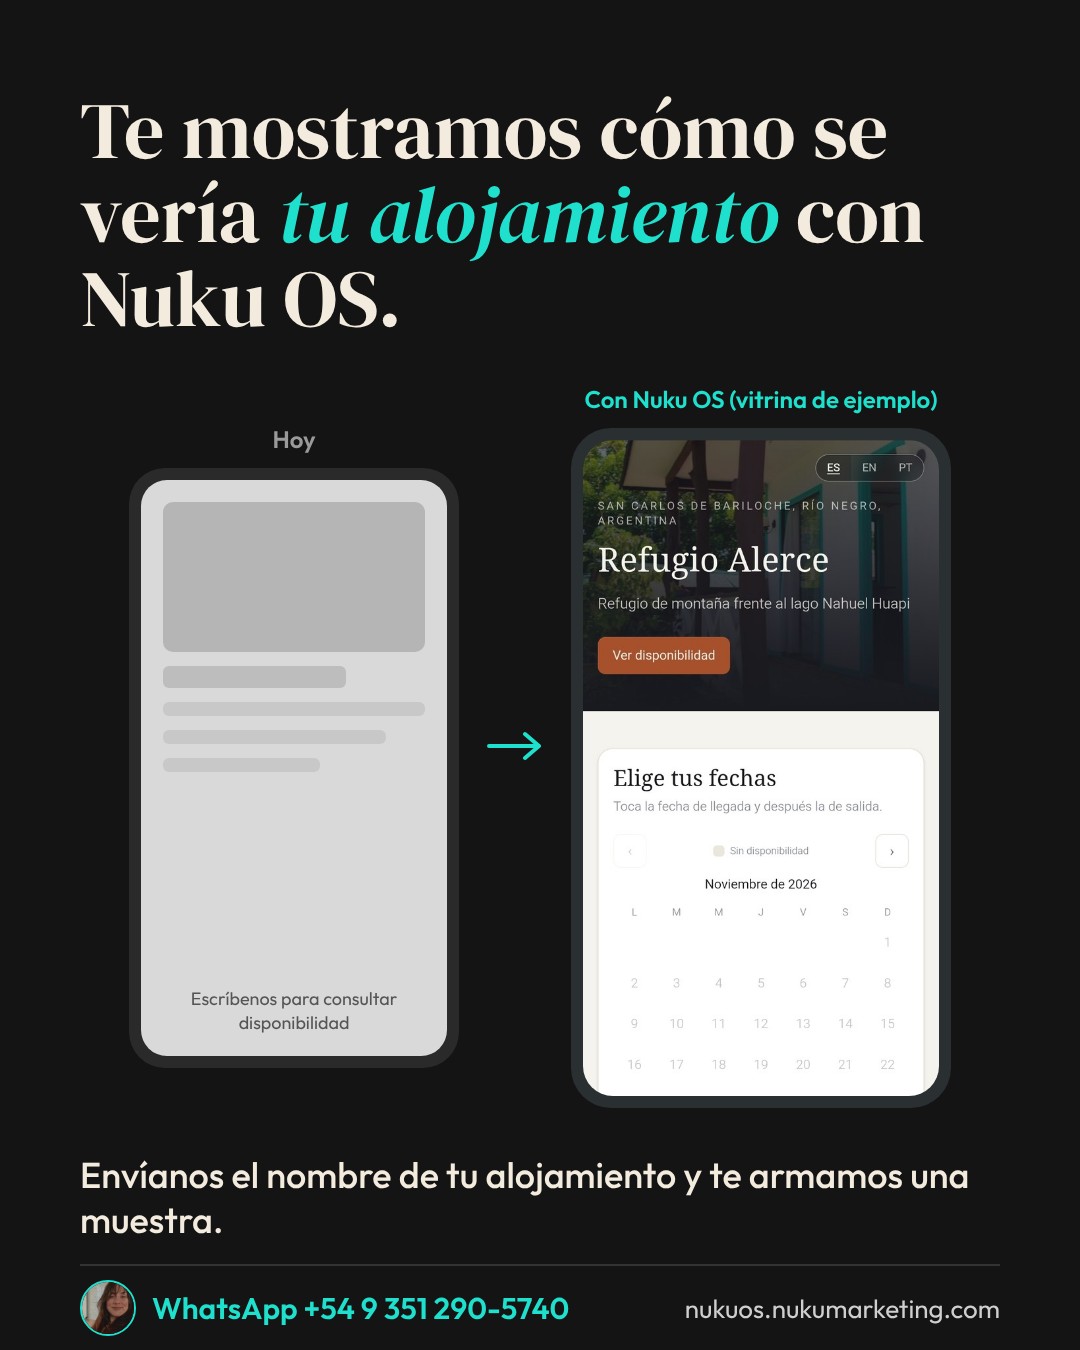 Te mostramos cómo se
vería tu alojamiento con
Nuku OS.
Hoy
Escríbenos para consultar
disponibilidad
Con Nuku OS (vitrina de ejemplo)
ES EN PT
SAN CARLOS DE BARILOCHE, RÍO NEGRO,
ARGENTINA
Refugio Alerce
Refugio de montaña frente al lago Nahuel Huapi
Ver disponibilidad
Elige tus fechas
Toca la fecha de llegada y después la de salida.
‹ Sin disponibilidad ›
Noviembre de 2026
L M M J V S D
1
2 3 4 5 6 7 8
9 10 11 12 13 14 15
16 17 18 19 20 21 22
Envíanos el nombre de tu alojamiento y te armamos una
muestra.
WhatsApp +54 9 351 290-5740
nukuos.nukumarketing.com